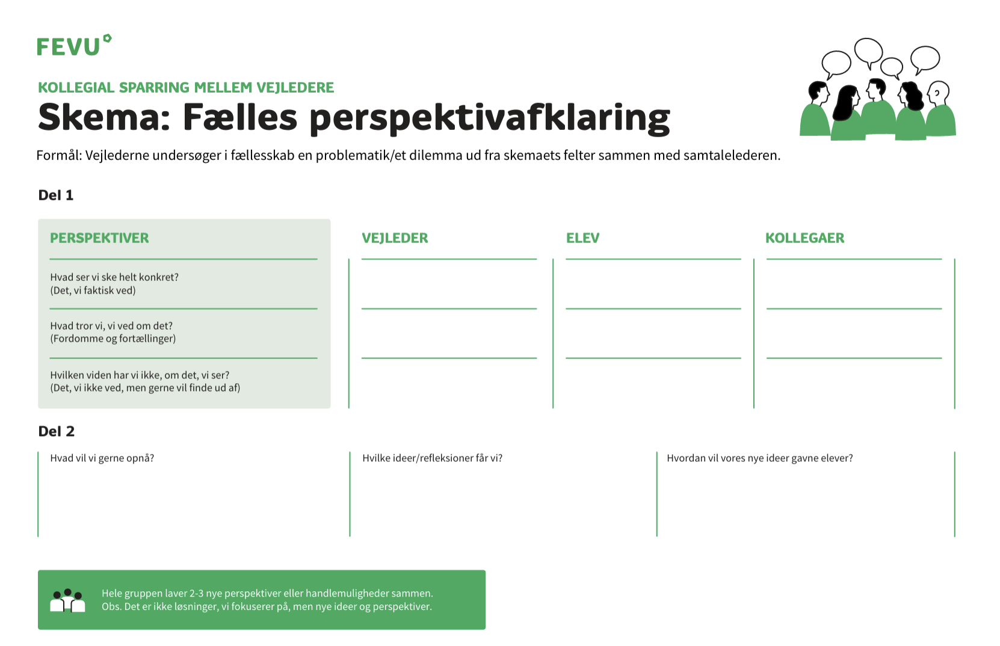 FEVU
KOLLEGIAL SPARRING MELLEM VEJLEDERE
Skema: Fælles perspektivafklaring
Formål: Vejlederne undersøger i fællesskab en problematik/et dilemma ud fra skemaets felter sammen med samtalelederen.
Del 1
PERSPEKTIVER
VEJLEDER
ELEV
KOLLEGAER
Hvad ser vi ske helt konkret?
(Det, vi faktisk ved)
Hvad tror vi, vi ved om det?
(Fordomme og fortællinger)
Hvilken viden har vi ikke, om det, vi ser?
(Det, vi ikke ved, men gerne vil finde ud af)
Del 2
Hvad vil vi gerne opnå?
Hvilke ideer/refleksioner får vi?
Hvordan vil vores nye ideer gavne elever?
Hele gruppen laver 2-3 nye perspektiver eller handlemuligheder sammen.
Obs. Det er ikke løsninger, vi fokuserer på, men nye ideer og perspektiver.